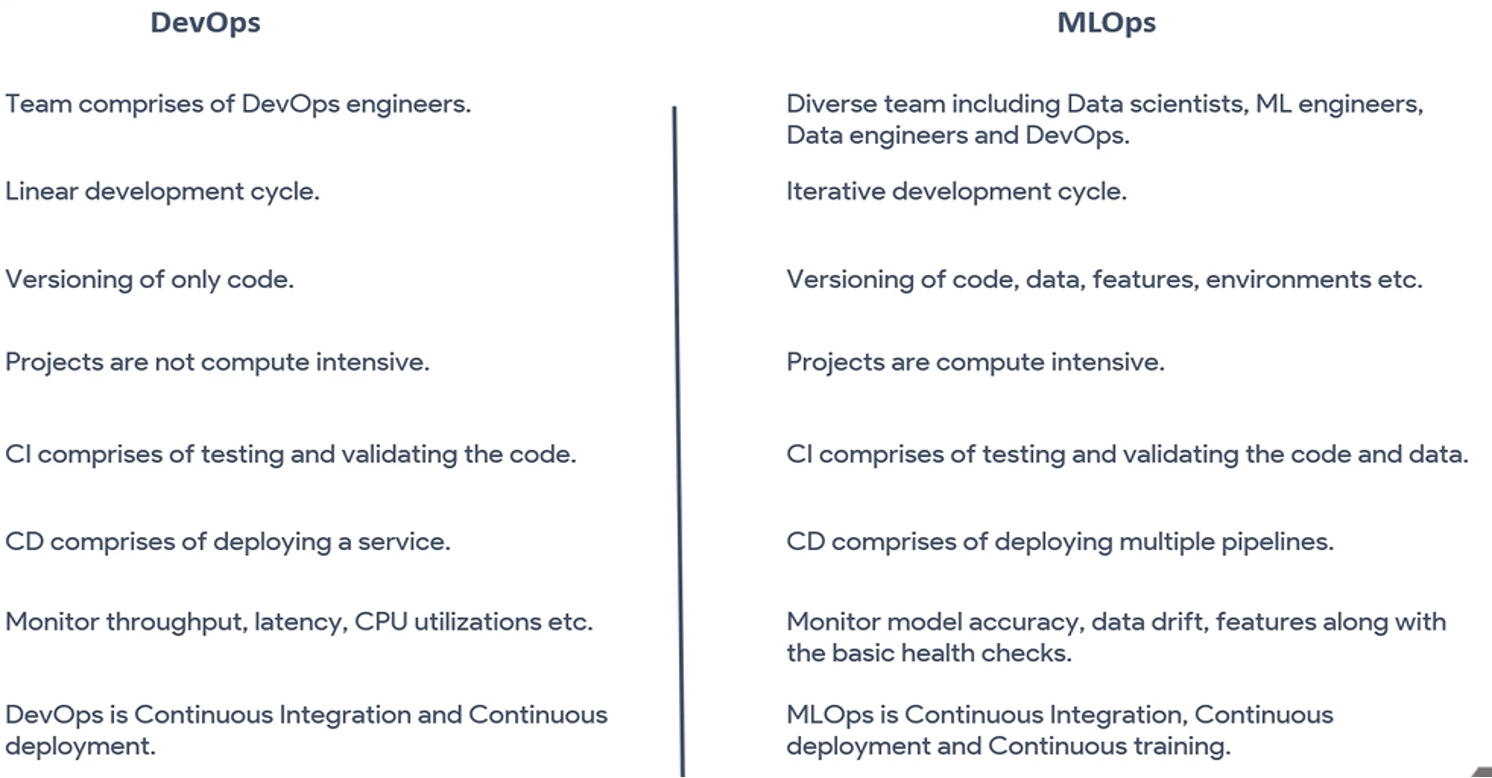 DevOps
Team comprises of DevOps engineers.
Linear development cycle.
Versioning of only code.
Projects are not compute intensive.
CI comprises of testing and validating the code.
CD comprises of deploying a service.
Monitor throughput, latency, CPU utilizations etc.
DevOps is Continuous Integration and Continuous
deployment.
MLOps
Diverse team including Data scientists, ML engineers,
Data engineers and DevOps.
Iterative development cycle.
Versioning of code, data, features, environments etc.
Projects are compute intensive.
CI comprises of testing and validating the code and data.
CD comprises of deploying multiple pipelines.
Monitor model accuracy, data drift, features along with
the basic health checks.
MLOps is Continuous Integration, Continuous
deployment and Continuous training.